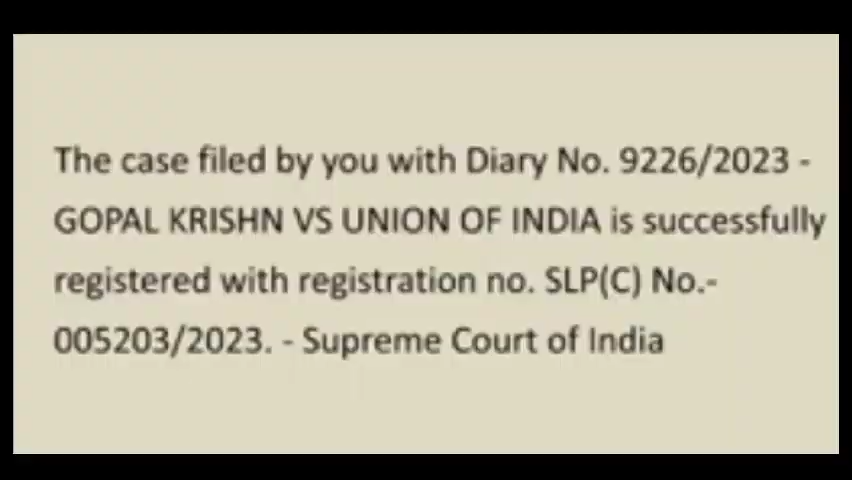 The case filed by you with Diary No. 9226/2023 -
GOPAL KRISHN VS UNION OF INDIA is successfully
registered with registration no. SLP(C) No.-
005203/2023. - Supreme Court of India